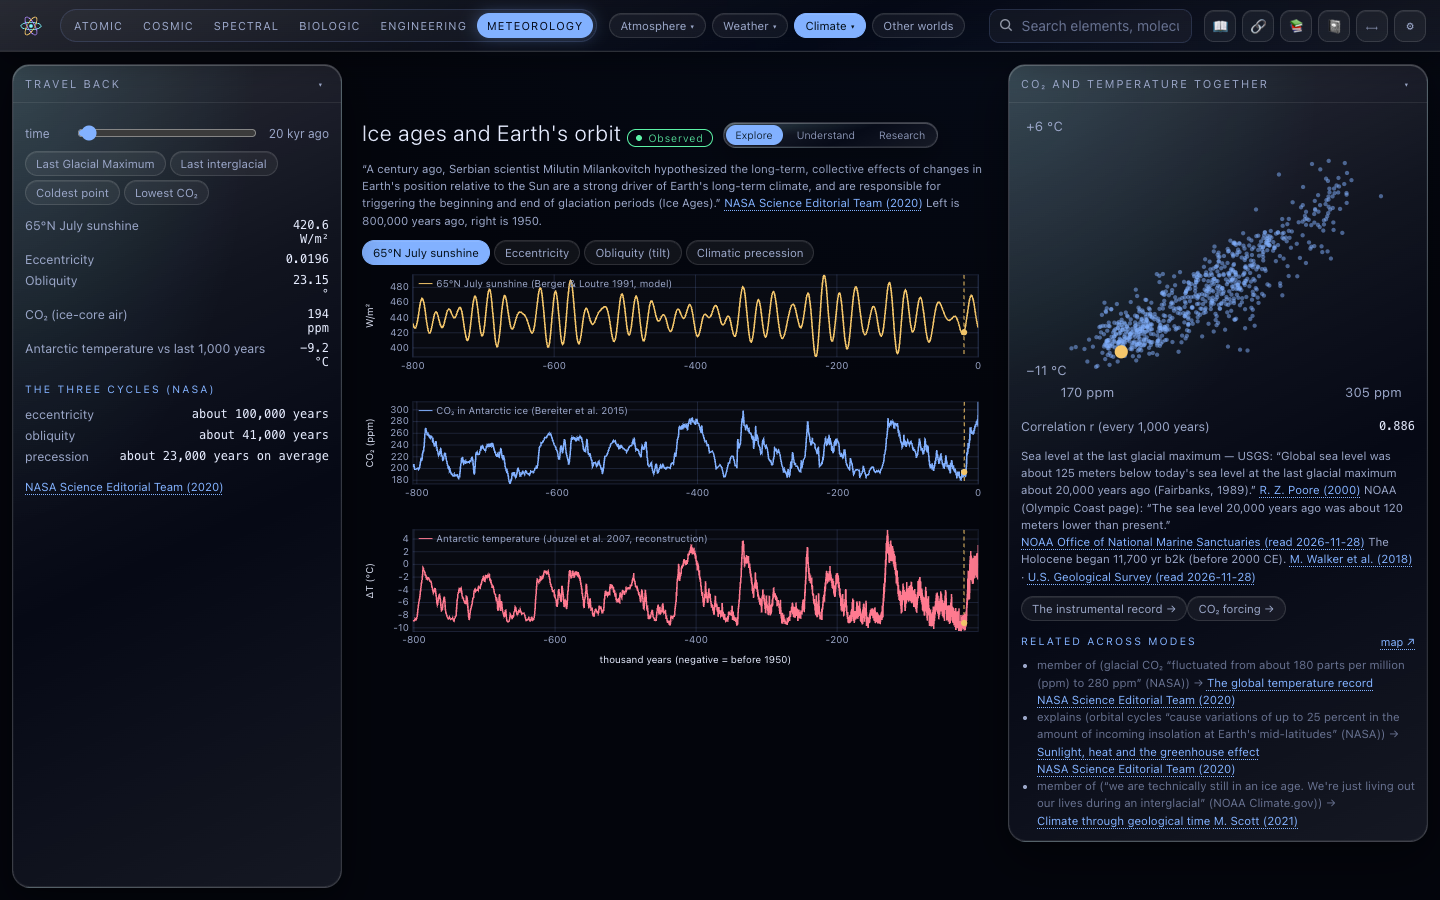 ATOMIC COSMIC SPECTRAL BIOLOGIC ENGINEERING METEOROLOGY Atmosphere ▾ Weather ▾ Climate ▾ Other worlds Search elements, molecu
TRAVEL BACK
time 20 kyr ago
Last Glacial Maximum Last interglacial
Coldest point Lowest CO₂
65°N July sunshine 420.6
W/m²
Eccentricity 0.0196
Obliquity 23.15
°
CO₂ (ice-core air) 194
ppm
Antarctic temperature vs last 1,000 years −9.2
°C
THE THREE CYCLES (NASA)
eccentricity about 100,000 years
obliquity about 41,000 years
precession about 23,000 years on average
NASA Science Editorial Team (2020)
Ice ages and Earth's orbit Observed Explore Understand Research
“A century ago, Serbian scientist Milutin Milankovitch hypothesized the long-term, collective effects of changes in
Earth's position relative to the Sun are a strong driver of Earth's long-term climate, and are responsible for
triggering the beginning and end of glaciation periods (Ice Ages).” NASA Science Editorial Team (2020) Left is
800,000 years ago, right is 1950.
65°N July sunshine Eccentricity Obliquity (tilt) Climatic precession
65°N July sunshine (Berger & Loutre 1991, model)
W/m²
480
460
440
420
400
-800 -600 -400 -200 0
CO₂ in Antarctic ice (Bereiter et al. 2015)
CO₂ (ppm)
300
280
260
240
220
200
180
-800 -600 -400 -200 0
Antarctic temperature (Jouzel et al. 2007, reconstruction)
ΔT (°C)
4
2
0
-2
-4
-6
-8
-10
-800 -600 -400 -200
thousand years (negative = before 1950)
CO₂ AND TEMPERATURE TOGETHER
+6 °C
−11 °C
170 ppm 305 ppm
Correlation r (every 1,000 years) 0.886
Sea level at the last glacial maximum — USGS: “Global sea level was
about 125 meters below today's sea level at the last glacial maximum
about 20,000 years ago (Fairbanks, 1989).” R. Z. Poore (2000) NOAA
(Olympic Coast page): “The sea level 20,000 years ago was about 120
meters lower than present.”
NOAA Office of National Marine Sanctuaries (read 2026-11-28) The
Holocene began 11,700 yr b2k (before 2000 CE). M. Walker et al. (2018)
· U.S. Geological Survey (read 2026-11-28)
The instrumental record → CO₂ forcing →
RELATED ACROSS MODES map ↗
• member of (glacial CO₂ “fluctuated from about 180 parts per million
(ppm) to 280 ppm” (NASA)) → The global temperature record
NASA Science Editorial Team (2020)
• explains (orbital cycles “cause variations of up to 25 percent in the
amount of incoming insolation at Earth's mid-latitudes” (NASA)) →
Sunlight, heat and the greenhouse effect
NASA Science Editorial Team (2020)
• member of (“we are technically still in an ice age. We're just living out
our lives during an interglacial” (NOAA Climate.gov)) →
Climate through geological time M. Scott (2021)